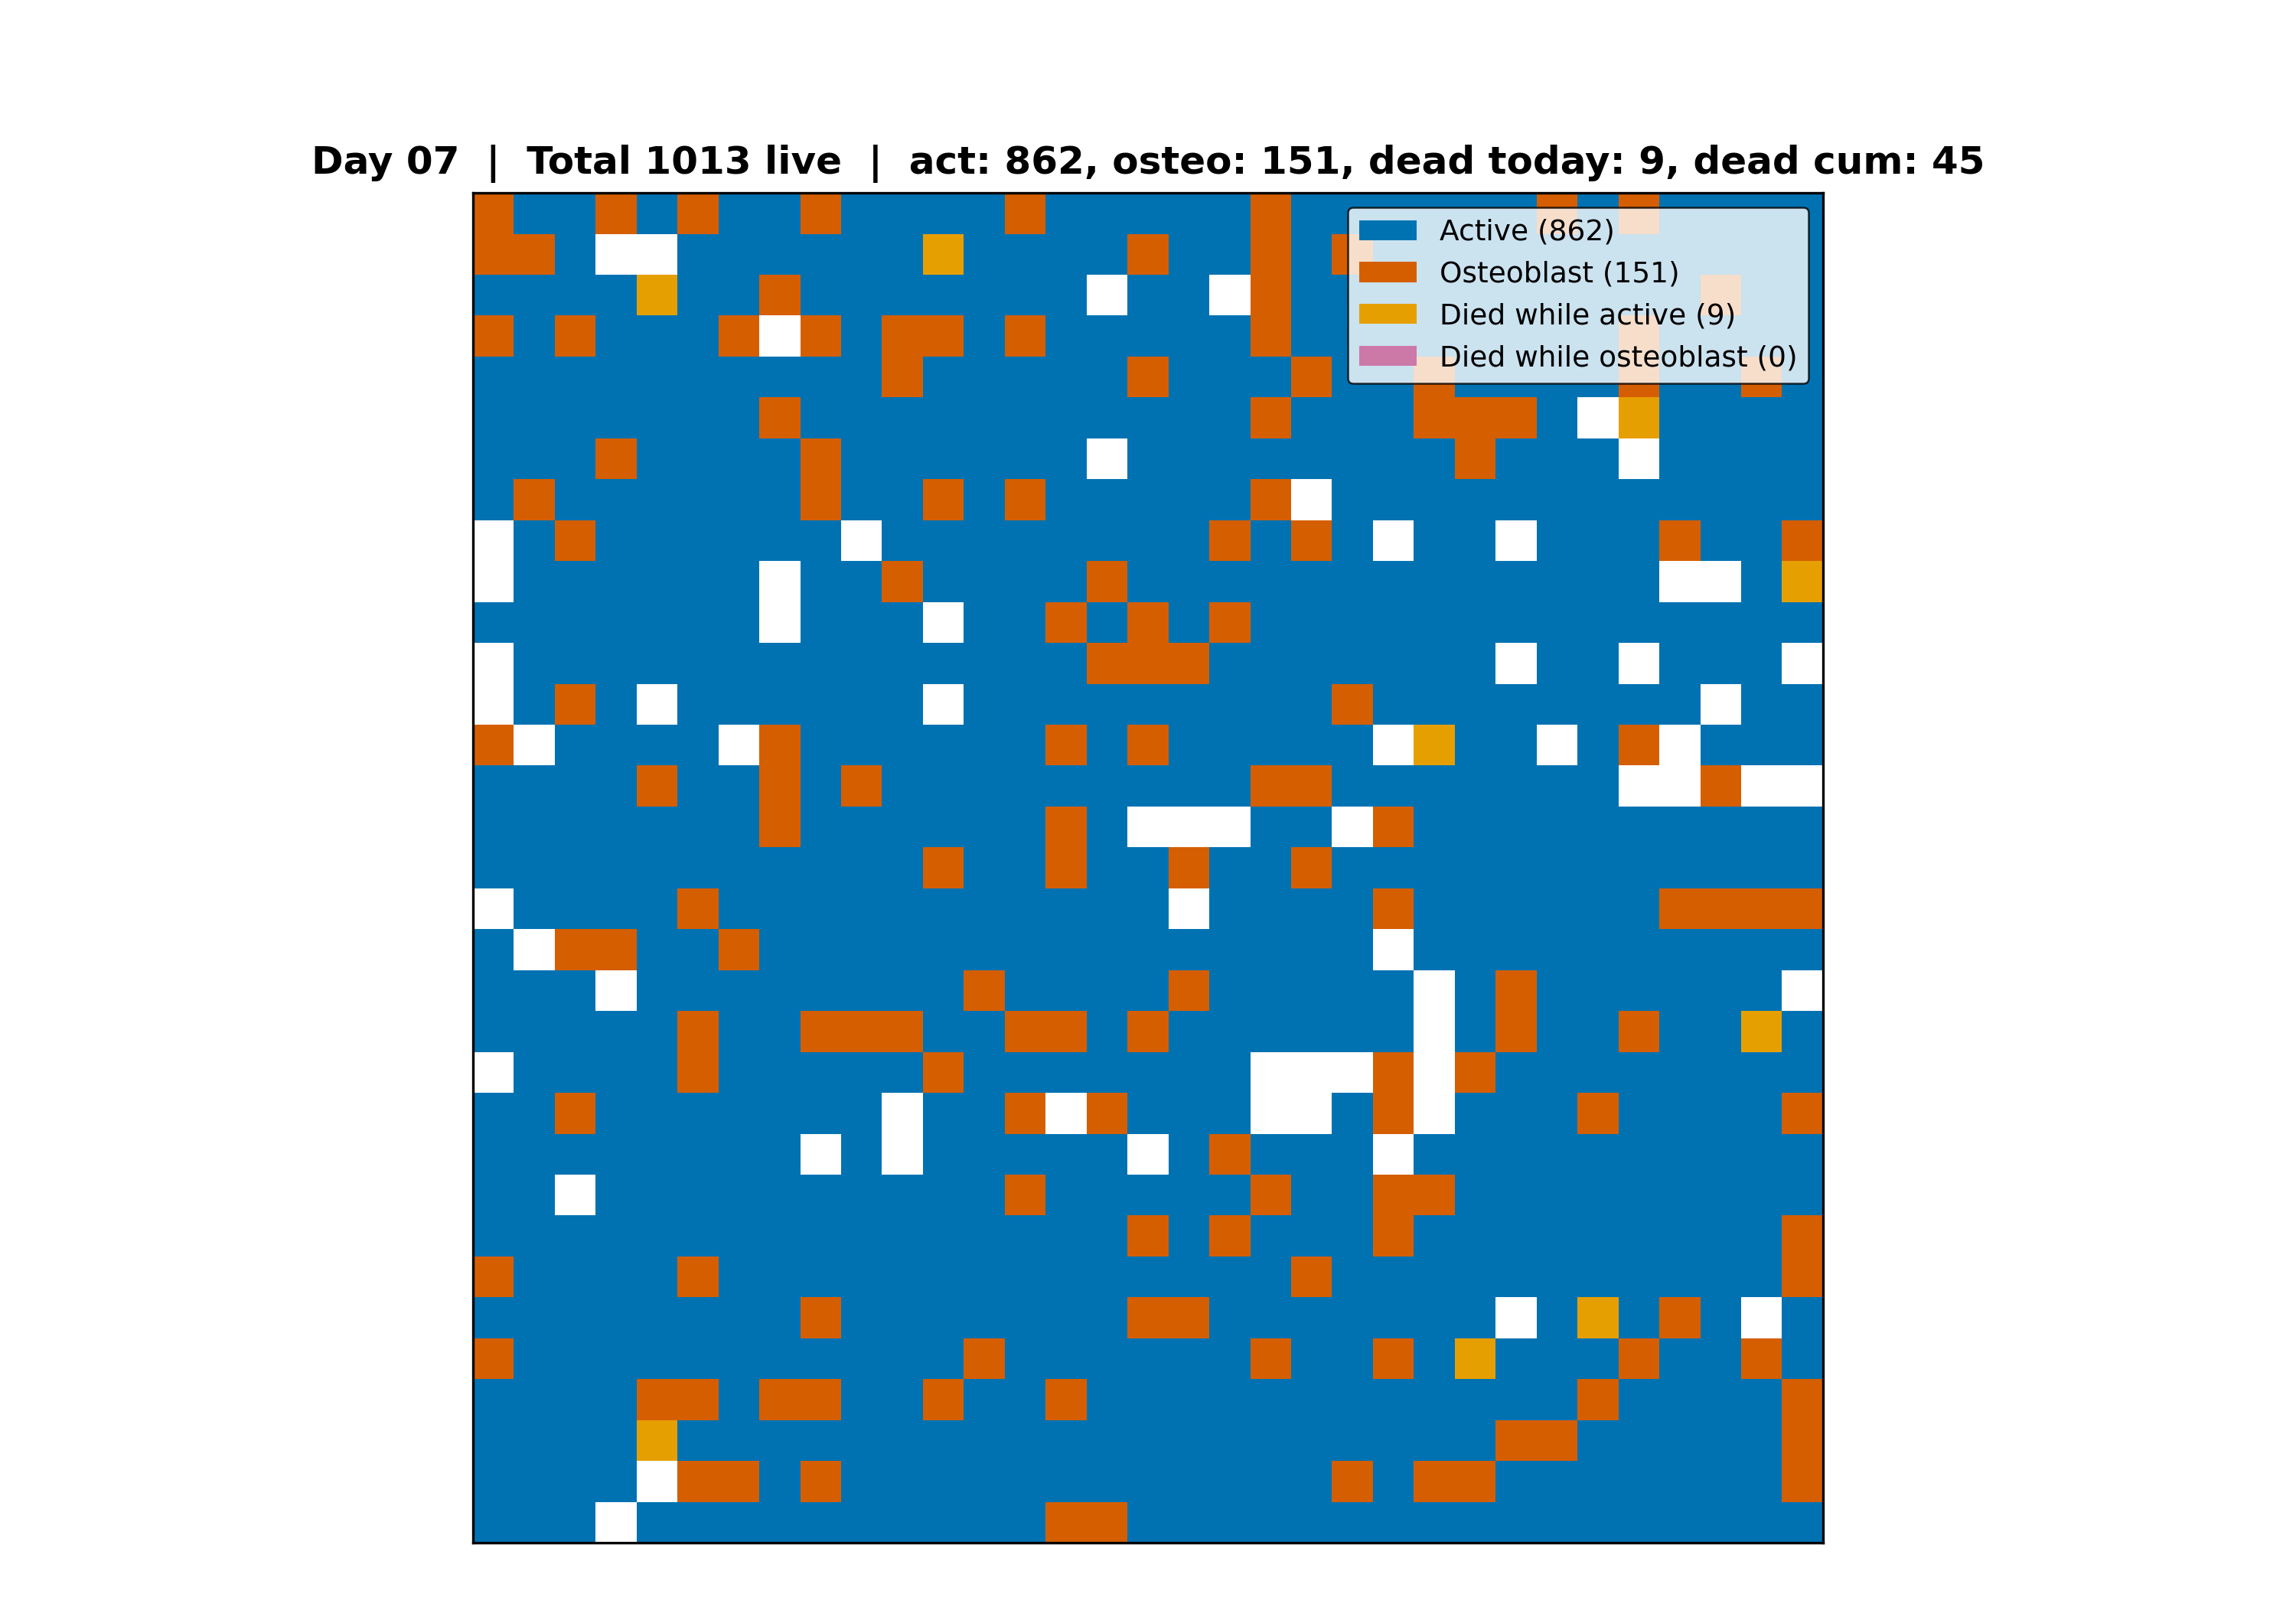 Day 07 | Total 1013 live | act: 862, osteo: 151, dead today: 9, dead cum: 45
Active (862)
Osteoblast (151)
Died while active (9)
Died while osteoblast (0)